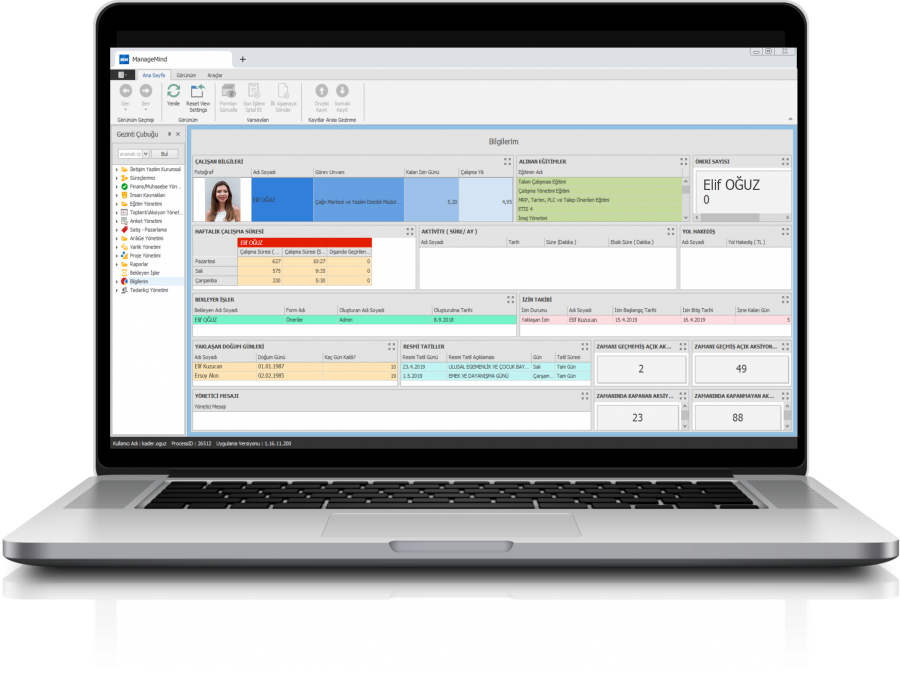 ManageMind
+
Ana Sayfa Görünüm Araçlar
Geri İleri Yenile Reset View Settings Formları Güncelle Son İşlemi İptal Et İlk Aşamaya Gönder Önceki Kayıt Sonraki Kayıt
Görünüm Geçmişi Görünüm Varsayılan Kayıtlar Arası Gezinme
Gezinti Çubuğu
Bul
İletişim Yazılım Kurumsal
Süreçlerimiz
Finans/Muhasebe Yön...
İnsan Kaynakları
Eğitim Yönetimi
Toplantı\Aksiyon Yönet...
Anket Yönetimi
Satış - Pazarlama
Ar&Ge Yönetimi
Varlık Yönetimi
Proje Yönetimi
Raporlar
Bekleyen İşler
Bilgilerim
Tedarikçi Yönetimi
Bilgilerim
ÇALIŞAN BİLGİLERİ
Fotoğraf Adı Soyadı Görev Unvanı Kalan İzin Günü Çalışma Yılı
Elif OĞUZ Çağrı Merkezi ve Yazılım Destek Müdür... 5,20 4,93
ALINAN EĞİTİMLER
Eğitimin Adı
Takım Çalışması Eğitimi
Çalışma Yönetimi Eğitimi
MRP, Tartım, PLC ve Takip Önerileri Eğitimi
ETİS 4
İmaj Yönetimi
ÖNERİ SAYISI
Elif OĞUZ
0
HAFTALIK ÇALIŞMA SÜRESİ
Elif OĞUZ
Çalışma Süresi (... Çalışma Süresi (S... Dışarıda Geçirilen...
Pazartesi 627 10:27 0
Salı 575 9:35 0
Çarşamba 330 5:30 0
AKTİVİTE ( SÜRE/ AY )
Adı Soyadı Tarih Süre (Dakika ) Eksik Süre ( Dakika )
YOL HAKEDİŞ
Adı Soyadı Yol Hakediş ( TL )
BEKLEYEN İŞLER
Bekleyen Adı Soyadı Form Adı Oluşturan Adı Soyadı Oluşturulma Tarihi
Elif OĞUZ Öneriler Admin 8.9.2018
İZİN TAKİBİ
İzin Durumu Adı Soyadı İzin Başlangıç Tarihi İzin Bitiş Tarihi İzine Kalan Gün
Yaklaşan İzin Elif Kuzucan 15.4.2019 16.4.2019 5
YAKLAŞAN DOĞUM GÜNLERİ
Adı Soyadı Doğum Günü Kaç Gün Kaldı?
Elif Kuzucan 01.01.1987 10
Ersoy Akın 02.02.1985 19
RESMİ TATİLLER
Resmi Tatil Günü Resmi Tatil Açıklaması Gün Tatil Süresi
23.4.2019 ULUSAL EGEMENLİK VE ÇOCUK BAY... Salı Tam Gün
1.5.2019 EMEK VE DAYANIŞMA GÜNÜ Çarşam... Tam Gün
ZAMANI GEÇMEMİŞ AÇIK AK...
2
ZAMANI GEÇMİŞ AÇIK AKSİYON...
49
YÖNETİCİ MESAJI
Yönetici Mesajı
ZAMANINDA KAPANAN AKSİY...
23
ZAMANINDA KAPANMAYAN AK...
88
Kullanıcı Adı : kader.oguz ProcessID : 26512 Uygulama Versiyonu : 1.16.11.200